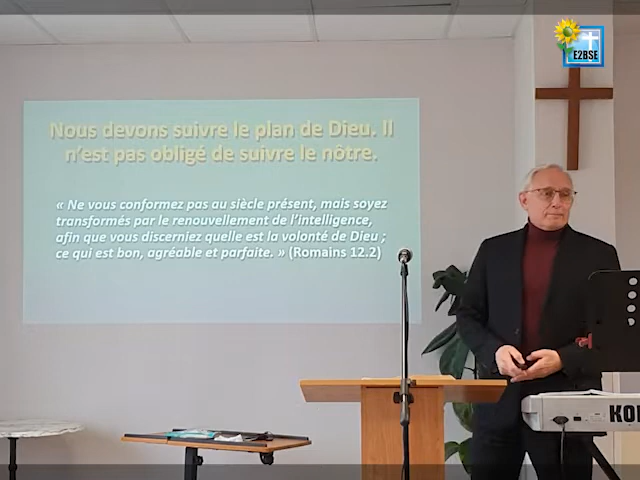 E2BSE
Nous devons suivre le plan de Dieu. Il
n'est pas obligé de suivre le nôtre.
« Ne vous conformez pas au siècle présent, mais soyez
transformés par le renouvellement de l'intelligence,
afin que vous discerniez quelle est la volonté de Dieu ;
ce qui est bon, agréable et parfaite. » (Romains 12.2)